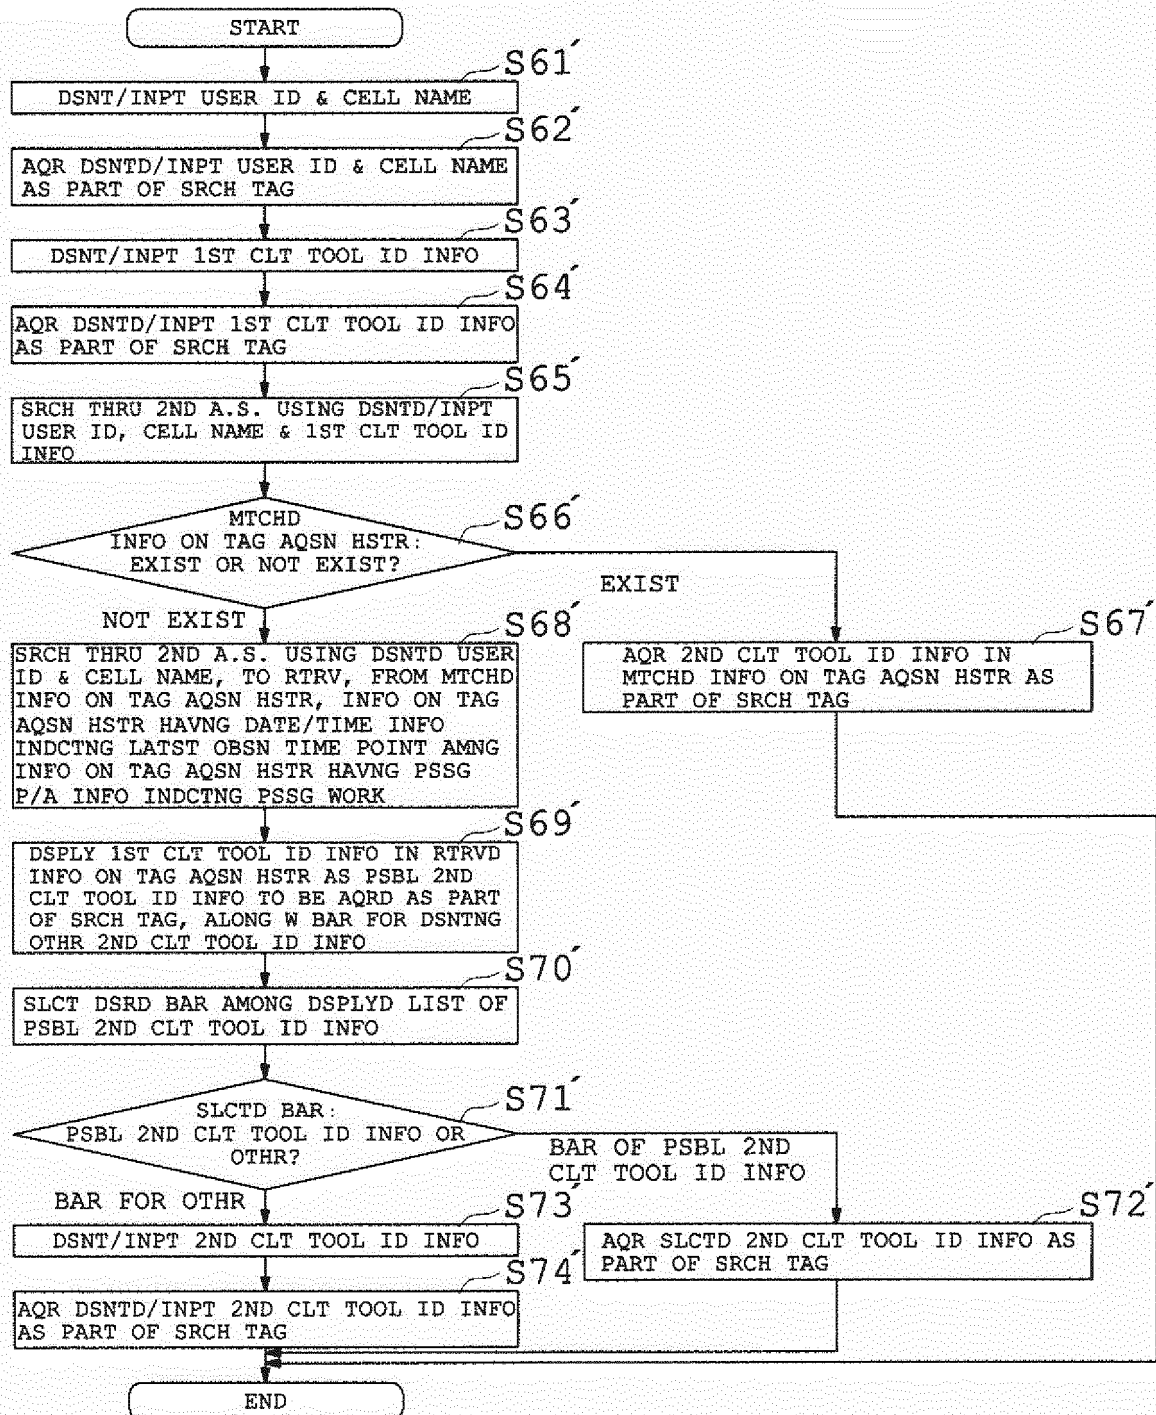 START
S61′
DSNT/INPT USER ID & CELL NAME
S62′
AQR DSNTD/INPT USER ID & CELL NAME
AS PART OF SRCH TAG
S63′
DSNT/INPT 1ST CLT TOOL ID INFO
S64′
AQR DSNTD/INPT 1ST CLT TOOL ID INFO
AS PART OF SRCH TAG
S65′
SRCH THRU 2ND A.S. USING DSNTD/INPT
USER ID, CELL NAME & 1ST CLT TOOL ID
INFO
S66′
MTCHD
INFO ON TAG AQSN HSTR:
EXIST OR NOT EXIST?
EXIST
NOT EXIST
S67′
AQR 2ND CLT TOOL ID INFO IN
MTCHD INFO ON TAG AQSN HSTR AS
PART OF SRCH TAG
S68′
SRCH THRU 2ND A.S. USING DSNTD USER
ID & CELL NAME, TO RTRV, FROM MTCHD
INFO ON TAG AQSN HSTR, INFO ON TAG
AQSN HSTR HAVNG DATE/TIME INFO
INDCTNG LATST OBSN TIME POINT AMNG
INFO ON TAG AQSN HSTR HAVNG PSSG
P/A INFO INDCTNG PSSG WORK
S69′
DSPLY 1ST CLT TOOL ID INFO IN RTRVD
INFO ON TAG AQSN HSTR AS PSBL 2ND
CLT TOOL ID INFO TO BE AQRD AS PART
OF SRCH TAG, ALONG W BAR FOR DSNTNG
OTHR 2ND CLT TOOL ID INFO
S70′
SLCT DSRD BAR AMONG DSPLYD LIST OF
PSBL 2ND CLT TOOL ID INFO
S71′
SLCTD BAR:
PSBL 2ND CLT TOOL ID INFO OR
OTHR?
BAR OF PSBL 2ND
CLT TOOL ID INFO
BAR FOR OTHR
S72′
AQR SLCTD 2ND CLT TOOL ID INFO AS
PART OF SRCH TAG
S73′
DSNT/INPT 2ND CLT TOOL ID INFO
S74′
AQR DSNTD/INPT 2ND CLT TOOL ID INFO
AS PART OF SRCH TAG
END